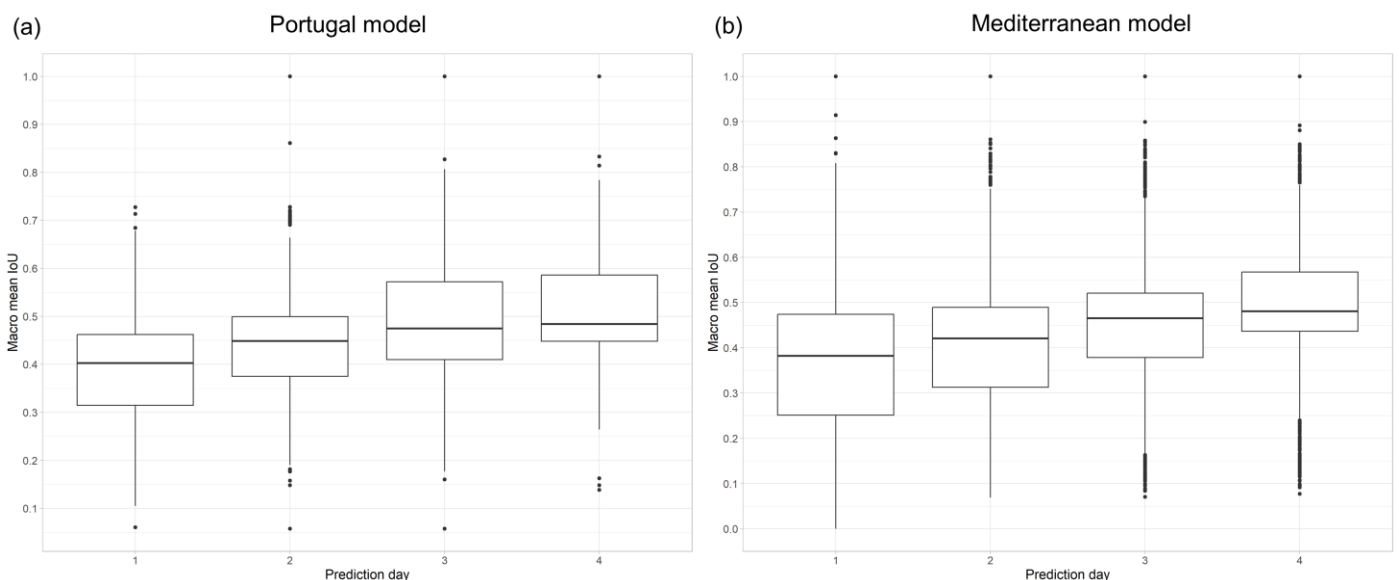 (a) Portugal model
Macro mean IoU
1.0
0.9
0.8
0.7
0.6
0.5
0.4
0.3
0.2
0.1
1 2 3 4
Prediction day
(b) Mediterranean model
Macro mean IoU
1.0
0.9
0.8
0.7
0.6
0.5
0.4
0.3
0.2
0.1
0.0
1 2 3 4
Prediction day